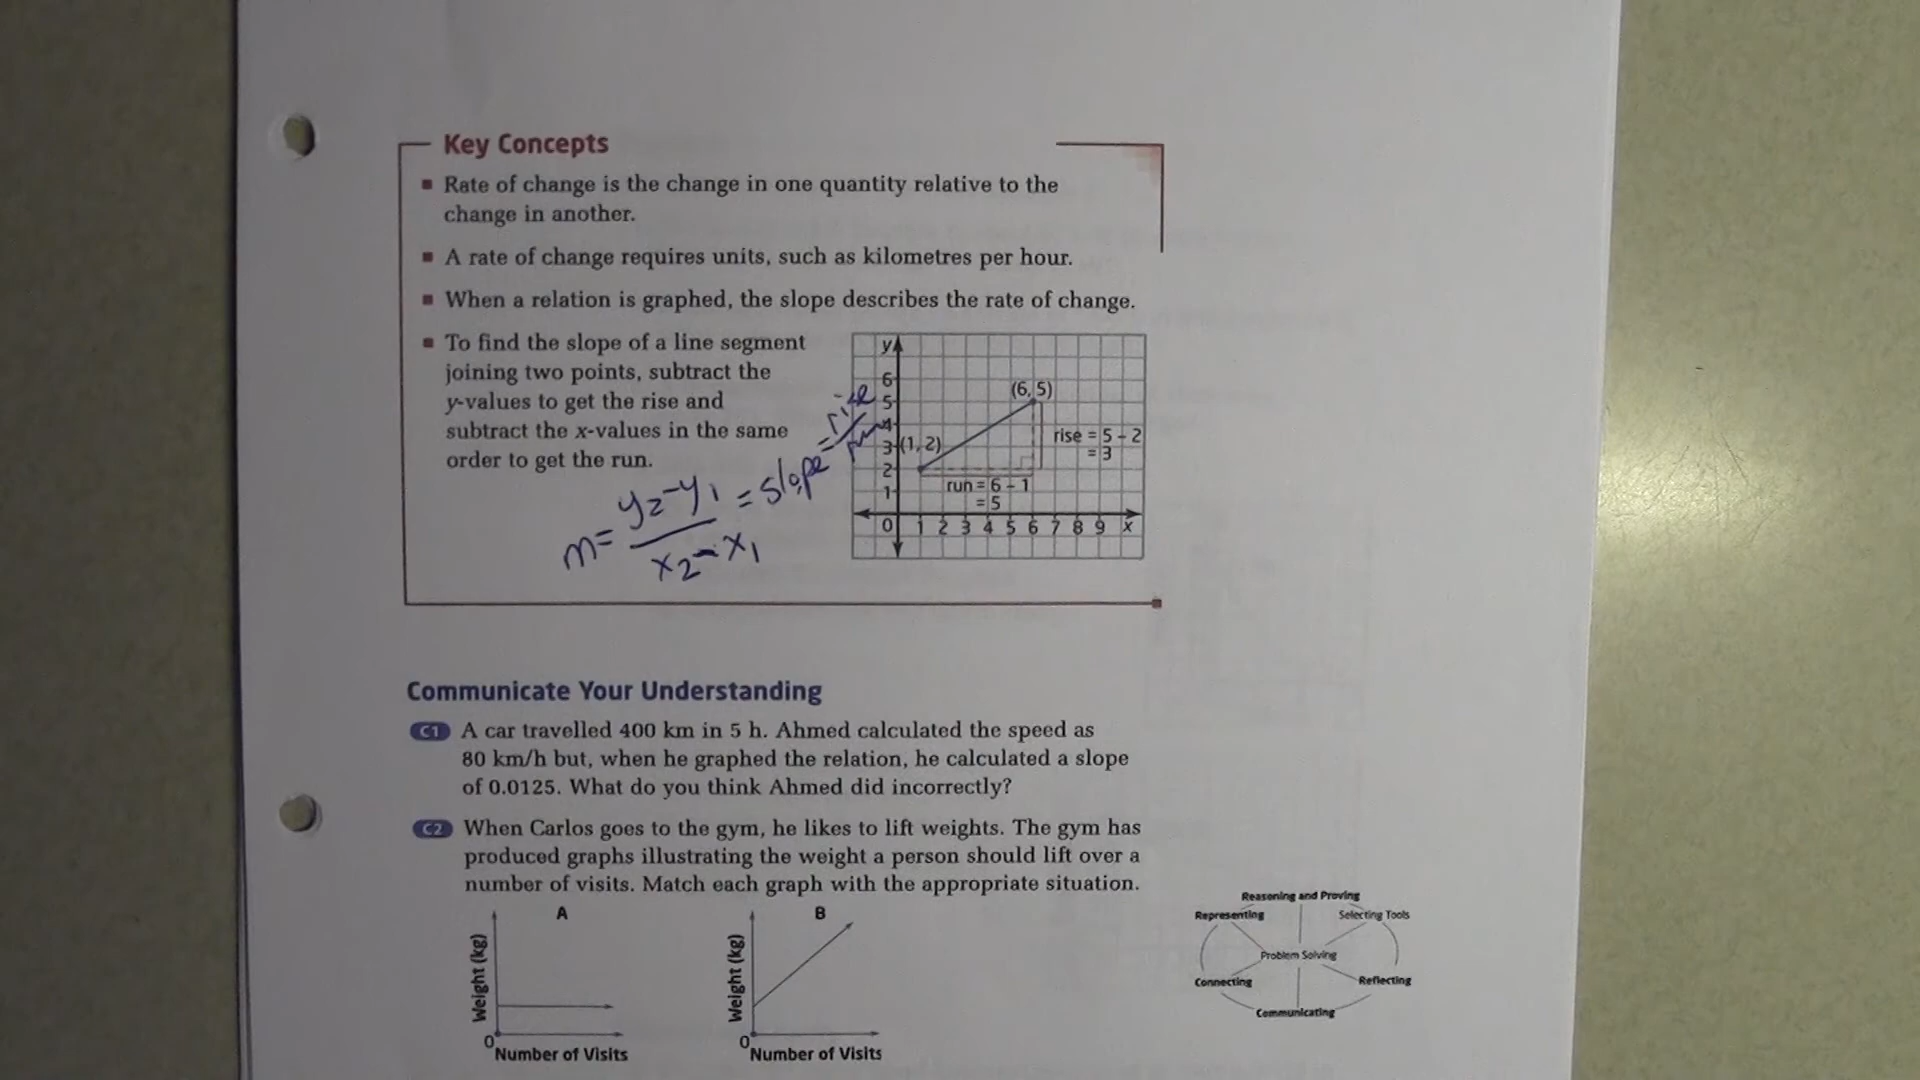 Key Concepts
▪ Rate of change is the change in one quantity relative to the
change in another.
▪ A rate of change requires units, such as kilometres per hour.
▪ When a relation is graphed, the slope describes the rate of change.
▪ To find the slope of a line segment
joining two points, subtract the
y-values to get the rise and
subtract the x-values in the same
order to get the run.
m = y₂ - y₁ / x₂ - x₁ = slope = rise / run
y
6
5
4
3
2
1
0 1 2 3 4 5 6 7 8 9 x
(6, 5)
(1, 2)
rise = 5 - 2
= 3
run = 6 - 1
= 5
Communicate Your Understanding
C1 A car travelled 400 km in 5 h. Ahmed calculated the speed as
80 km/h but, when he graphed the relation, he calculated a slope
of 0.0125. What do you think Ahmed did incorrectly?
C2 When Carlos goes to the gym, he likes to lift weights. The gym has
produced graphs illustrating the weight a person should lift over a
number of visits. Match each graph with the appropriate situation.
A
Weight (kg)
0
Number of Visits
B
Weight (kg)
0
Number of Visits
Reasoning and Proving
Representing
Selecting Tools
Problem Solving
Connecting
Reflecting
Communicating